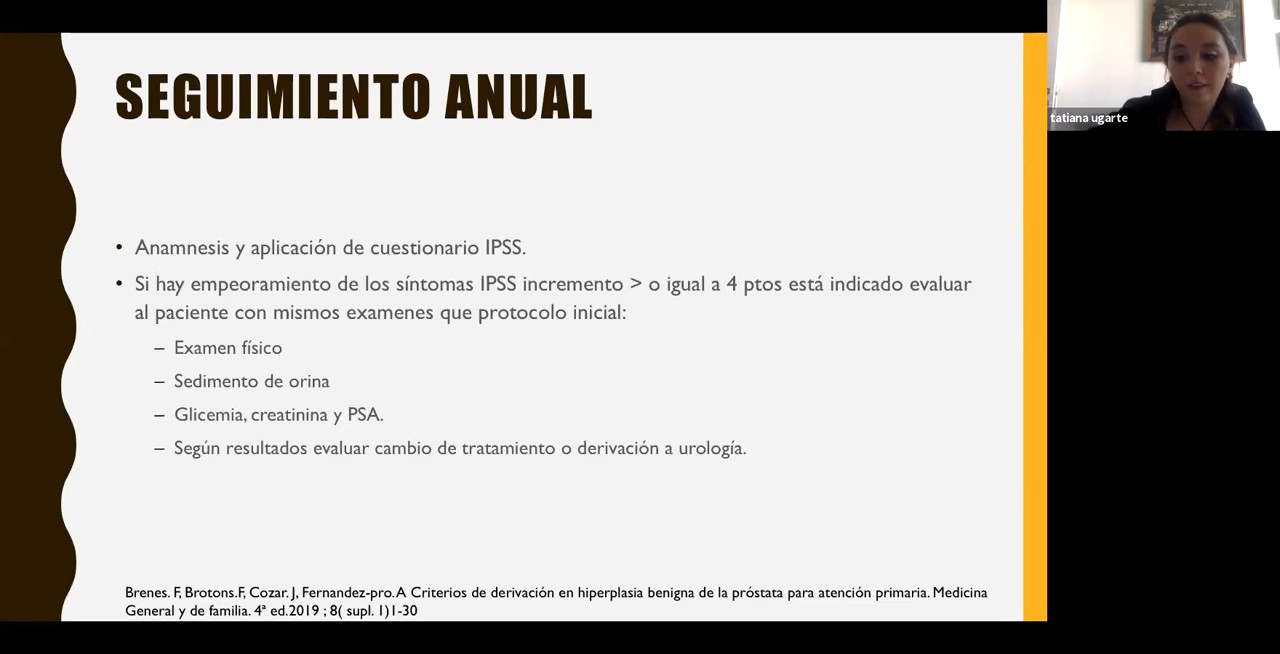 SEGUIMIENTO ANUAL
tatiana ugarte
• Anamnesis y aplicación de cuestionario IPSS.
• Si hay empeoramiento de los síntomas IPSS incremento > o igual a 4 ptos está indicado evaluar
al paciente con mismos examenes que protocolo inicial:
– Examen físico
– Sedimento de orina
– Glicemia, creatinina y PSA.
– Según resultados evaluar cambio de tratamiento o derivación a urología.
Brenes. F, Brotons.F, Cozar. J, Fernandez-pro. A Criterios de derivación en hiperplasia benigna de la próstata para atención primaria. Medicina
General y de familia. 4ª ed.2019 ; 8( supl. 1)1-30